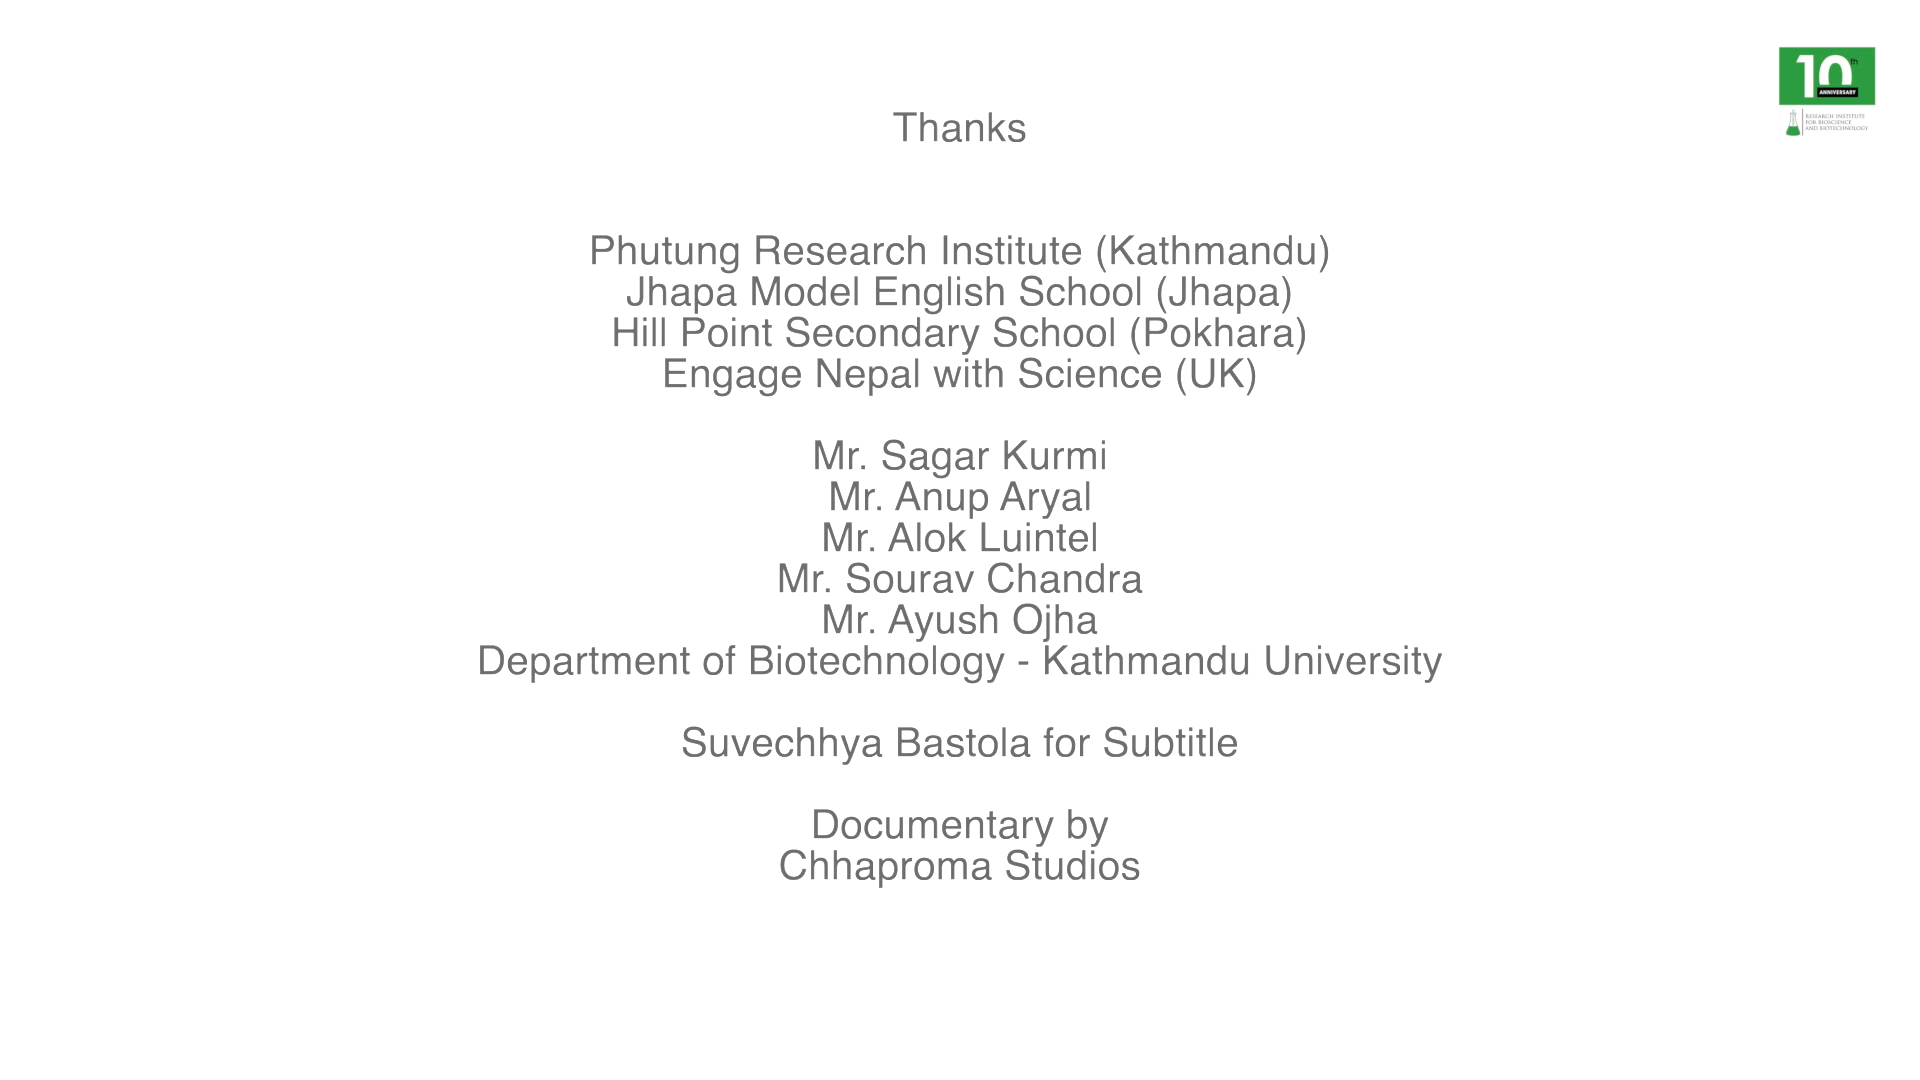 10th
ANNIVERSARY
RESEARCH INSTITUTE
FOR BIOSCIENCE
AND BIOTECHNOLOGY
Thanks
Phutung Research Institute (Kathmandu)
Jhapa Model English School (Jhapa)
Hill Point Secondary School (Pokhara)
Engage Nepal with Science (UK)
Mr. Sagar Kurmi
Mr. Anup Aryal
Mr. Alok Luintel
Mr. Sourav Chandra
Mr. Ayush Ojha
Department of Biotechnology - Kathmandu University
Suvechhya Bastola for Subtitle
Documentary by
Chhaproma Studios